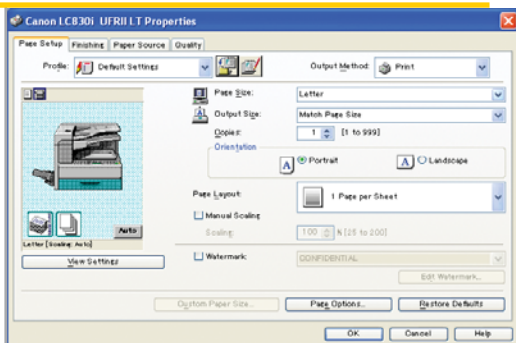 Canon LC830i UFRII LT Properties
Page Setup Finishing Paper Source Quality
Profile: Default Settings Output Method: Print
Page Size: Letter
Output Size: Match Page Size
Copies: 1 [1 to 999]
Orientation
A Portrait A Landscape
Page Layout: 1 Page per Sheet
Manual Scaling
Auto
Scaling: 100 % [25 to 200]
Letter [Scaling: Auto]
View Settings
Watermark: CONFIDENTIAL
Edit Watermark...
Custom Paper Size... Page Options... Restore Defaults
OK Cancel Help